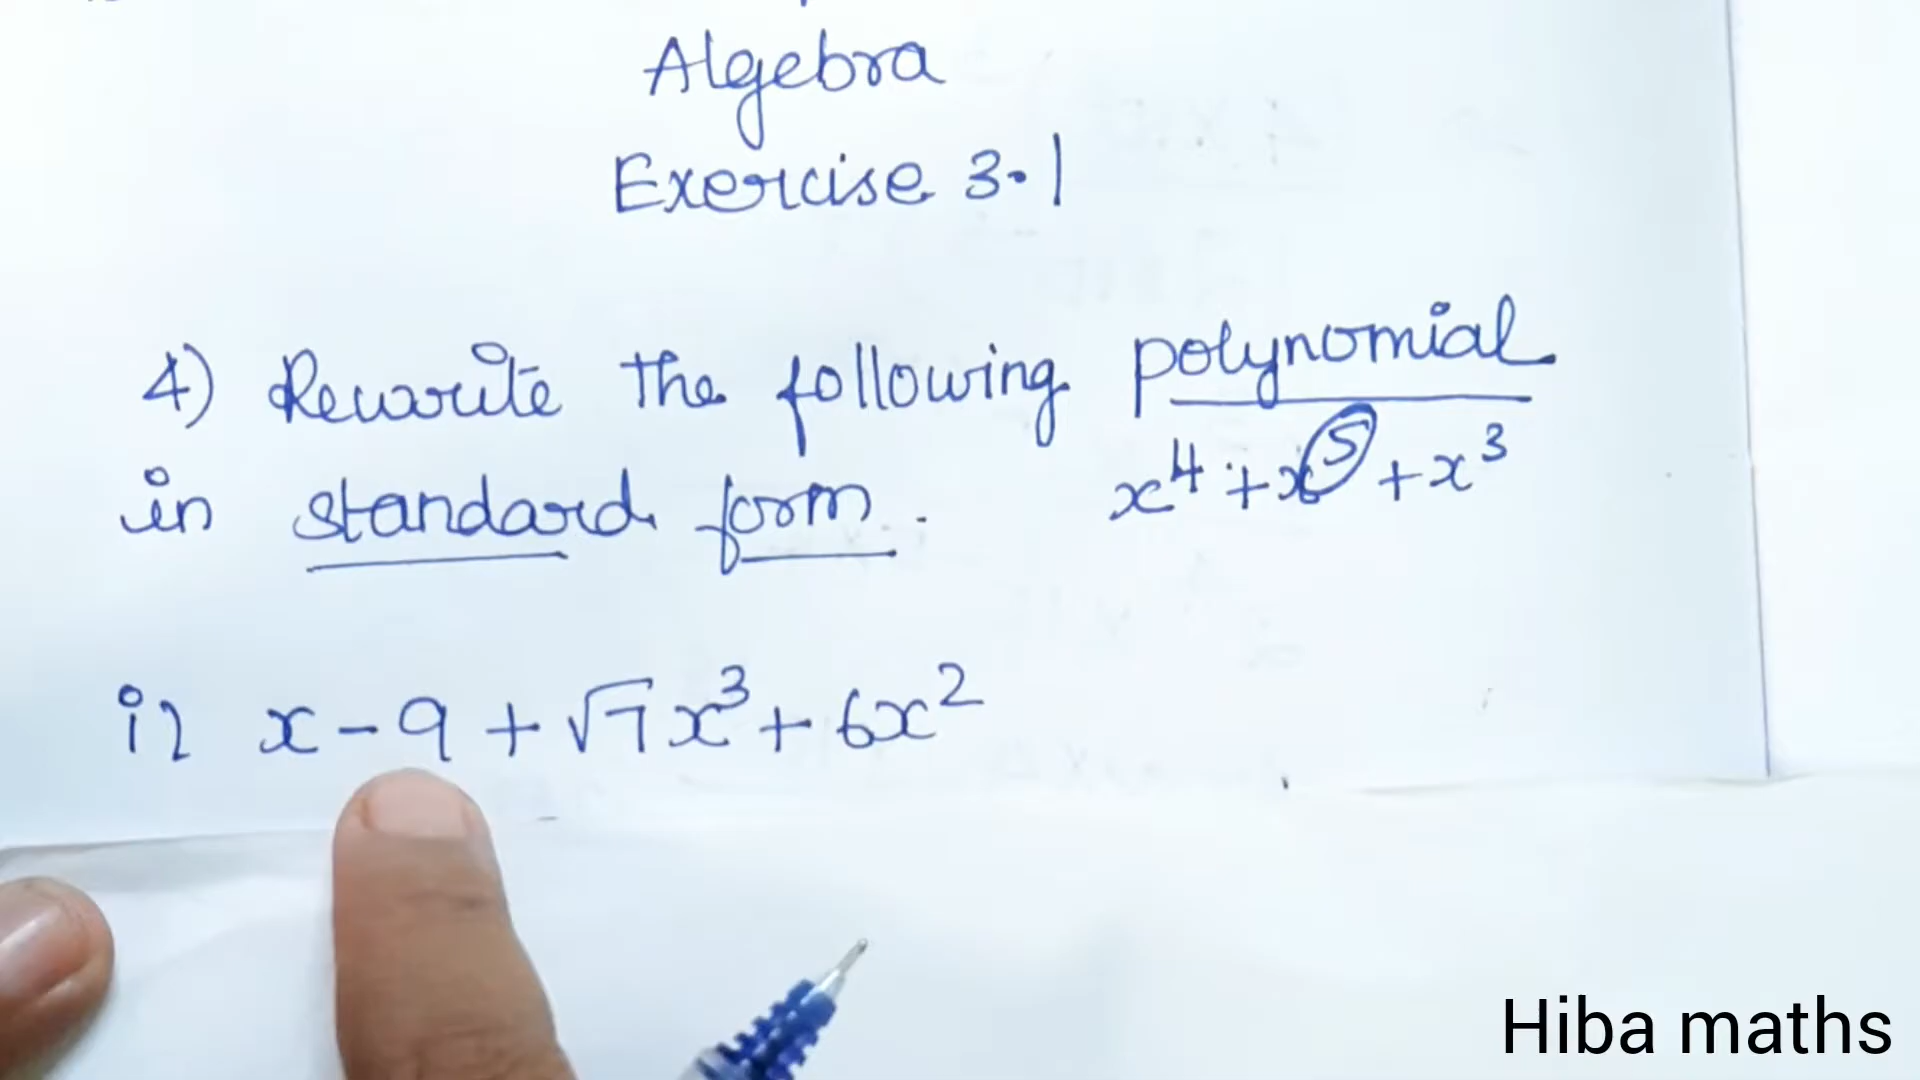 Algebra
Exercise 3.1
4) Rewrite the following polynomial
in standard form. x⁴ + x⁵ + x³
i) x - 9 + √7x³ + 6x²
Hiba maths